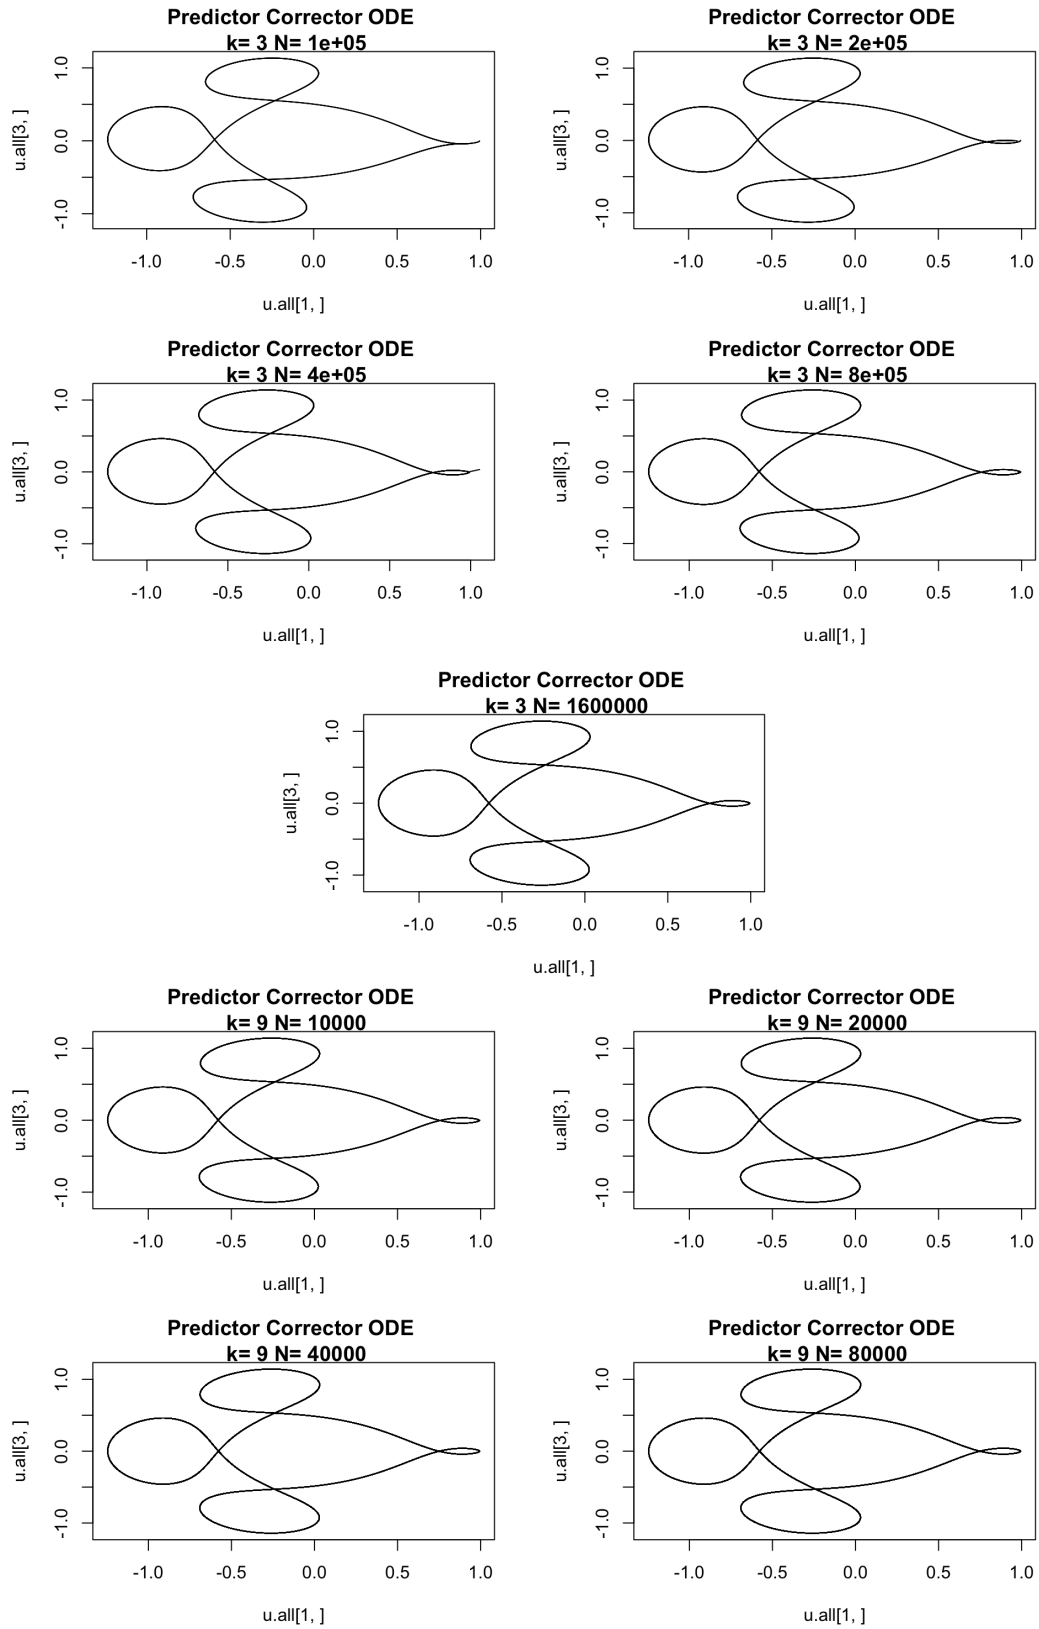 Predictor Corrector ODE
k= 3 N= 1e+05
u.all[3, ]
1.0
0.0
-1.0
-1.0 -0.5 0.0 0.5 1.0
u.all[1, ]
Predictor Corrector ODE
k= 3 N= 2e+05
u.all[3, ]
1.0
0.0
-1.0
-1.0 -0.5 0.0 0.5 1.0
u.all[1, ]
Predictor Corrector ODE
k= 3 N= 4e+05
u.all[3, ]
1.0
0.0
-1.0
-1.0 -0.5 0.0 0.5 1.0
u.all[1, ]
Predictor Corrector ODE
k= 3 N= 8e+05
u.all[3, ]
1.0
0.0
-1.0
-1.0 -0.5 0.0 0.5 1.0
u.all[1, ]
Predictor Corrector ODE
k= 3 N= 1600000
u.all[3, ]
1.0
0.0
-1.0
-1.0 -0.5 0.0 0.5 1.0
u.all[1, ]
Predictor Corrector ODE
k= 9 N= 10000
u.all[3, ]
1.0
0.0
-1.0
-1.0 -0.5 0.0 0.5 1.0
u.all[1, ]
Predictor Corrector ODE
k= 9 N= 20000
u.all[3, ]
1.0
0.0
-1.0
-1.0 -0.5 0.0 0.5 1.0
u.all[1, ]
Predictor Corrector ODE
k= 9 N= 40000
u.all[3, ]
1.0
0.0
-1.0
-1.0 -0.5 0.0 0.5 1.0
u.all[1, ]
Predictor Corrector ODE
k= 9 N= 80000
u.all[3, ]
1.0
0.0
-1.0
-1.0 -0.5 0.0 0.5 1.0
u.all[1, ]